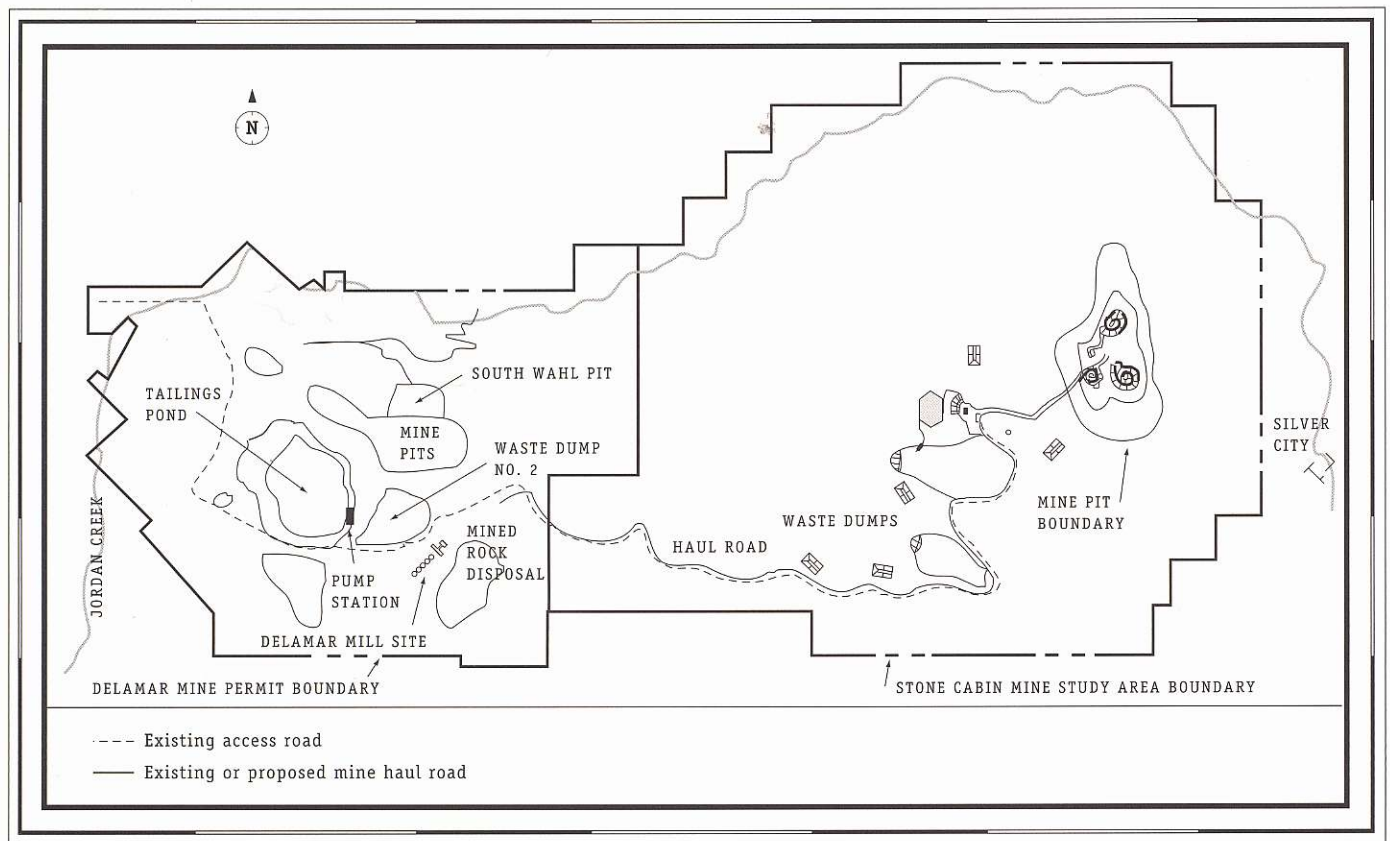 N
SOUTH WAHL PIT
TAILINGS
POND
MINE
PITS
WASTE DUMP
NO. 2
SILVER
CITY
MINE PIT
BOUNDARY
JORDAN CREEK
WASTE DUMPS
MINED
ROCK
DISPOSAL
HAUL ROAD
PUMP
STATION
DELAMAR MILL SITE
DELAMAR MINE PERMIT BOUNDARY
STONE CABIN MINE STUDY AREA BOUNDARY
Existing access road
Existing or proposed mine haul road